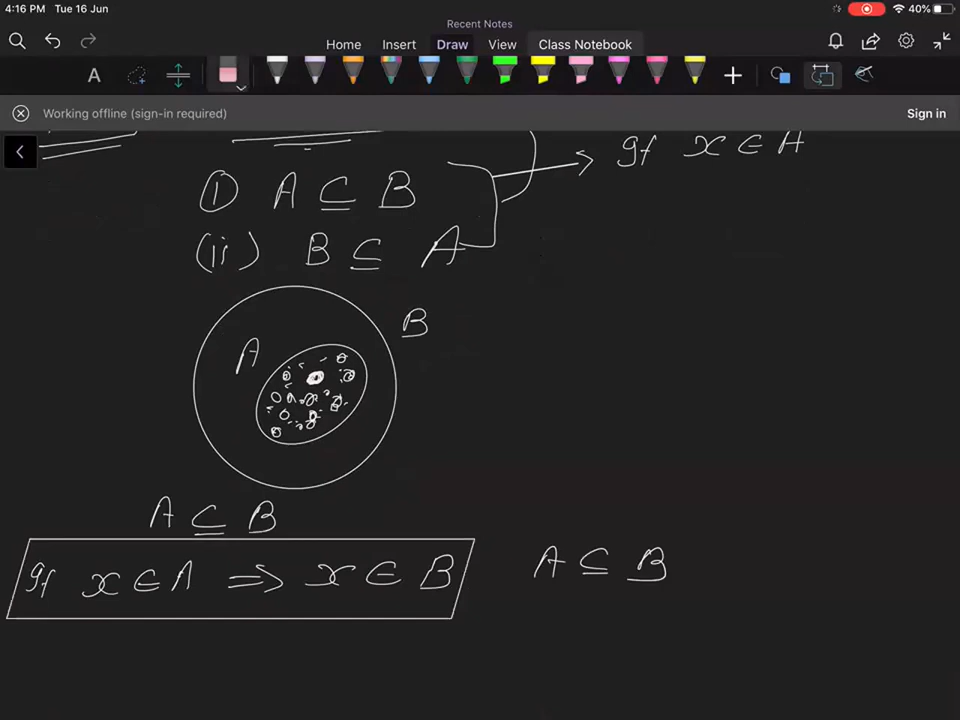 4:16 PM Tue 16 Jun 40%
Recent Notes
Home Insert Draw View Class Notebook
A
Working offline (sign-in required) Sign in
If x ∈ A
(i) A ⊆ B
(ii) B ⊆ A
B
A
A ⊆ B
If x ∈ A ⇒ x ∈ B A ⊆ B